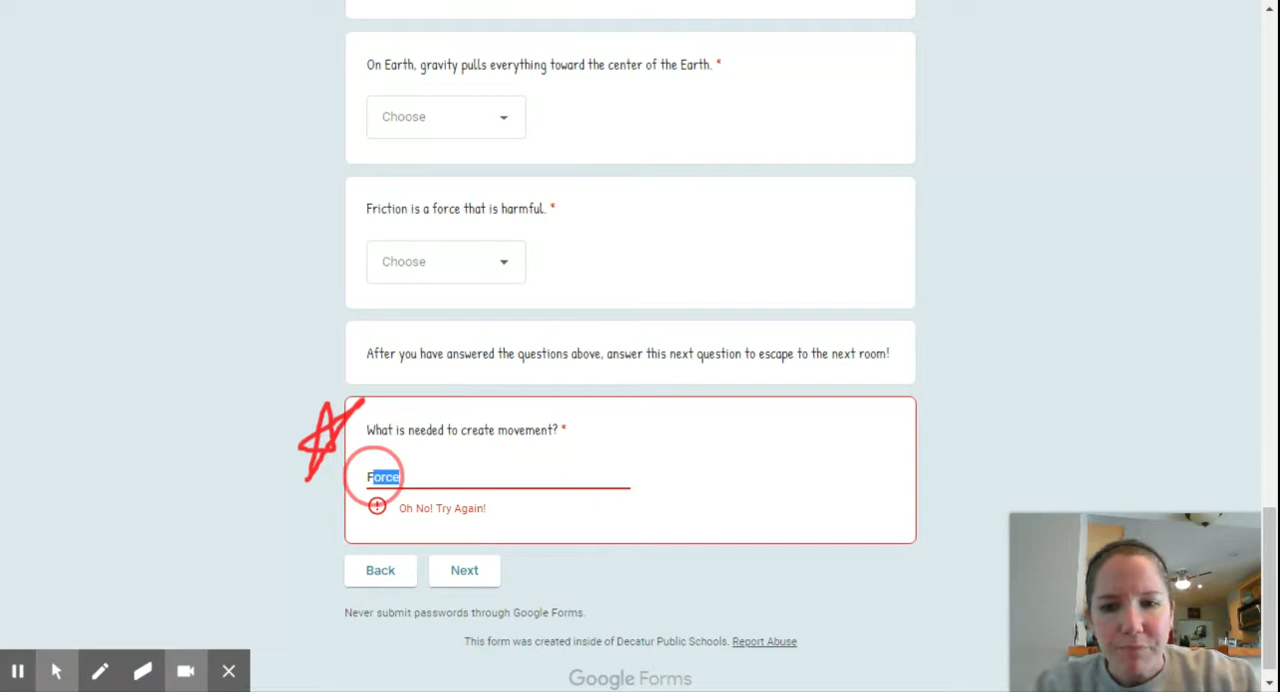 On Earth, gravity pulls everything toward the center of the Earth. *
Choose
Friction is a force that is harmful. *
Choose
After you have answered the questions above, answer this next question to escape to the next room!
What is needed to create movement? *
Force
Oh No! Try Again!
Back Next
Never submit passwords through Google Forms.
This form was created inside of Decatur Public Schools. Report Abuse
Google Forms